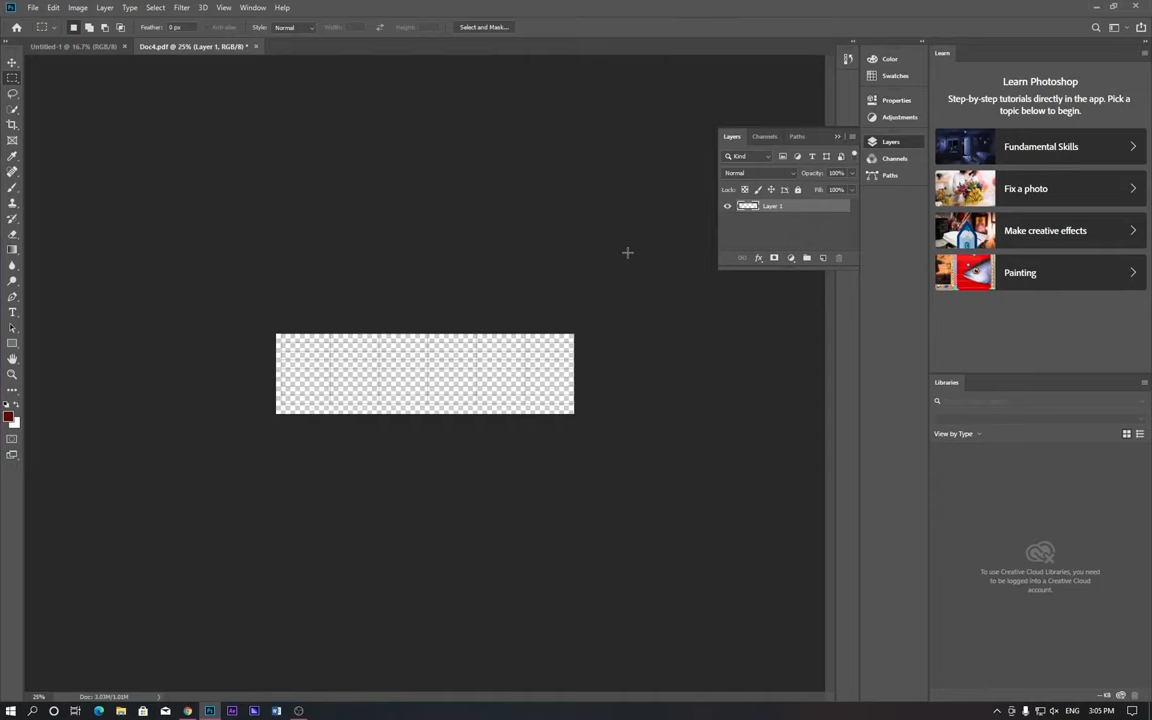 Ps File Edit Image Layer Type Select Filter 3D View Window Help
Feather: 0 px Anti-alias Style: Normal Width: Height: Select and Mask...
Untitled-1 @ 16.7% (RGB/8) × Doc4.pdf @ 25% (Layer 1, RGB/8) * ×
Color
Swatches
Properties
Adjustments
Layers
Channels
Paths
Layers Channels Paths
Kind
Normal Opacity: 100%
Lock: Fill: 100%
Layer 1
fx
Learn
Learn Photoshop
Step-by-step tutorials directly in the app. Pick a
topic below to begin.
Fundamental Skills
Fix a photo
Make creative effects
Painting
Libraries
View by Type
To use Creative Cloud Libraries, you need
to be logged into a Creative Cloud
account.
-- KB
25% Doc: 3.03M/1.01M
Ps Ae ENG 3:05 PM